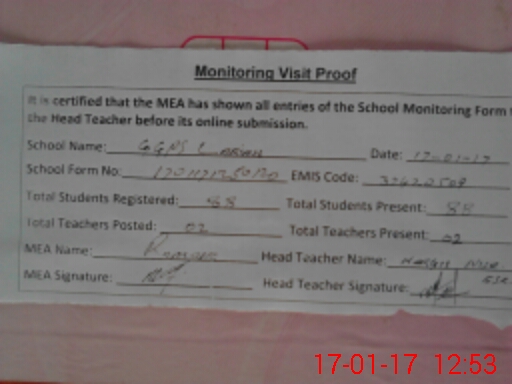 Monitoring Visit Proof
It is certified that the MEA has shown all entries of the School Monitoring Form
the Head Teacher before its online submission.
School Name: Date: 17-01-17
School Form No: EMIS Code:
Total Students Registered: 88 Total Students Present: 88
Total Teachers Posted: 02 Total Teachers Present: 02
MEA Name: Head Teacher Name:
MEA Signature: Head Teacher Signature:
17-01-17 12:53